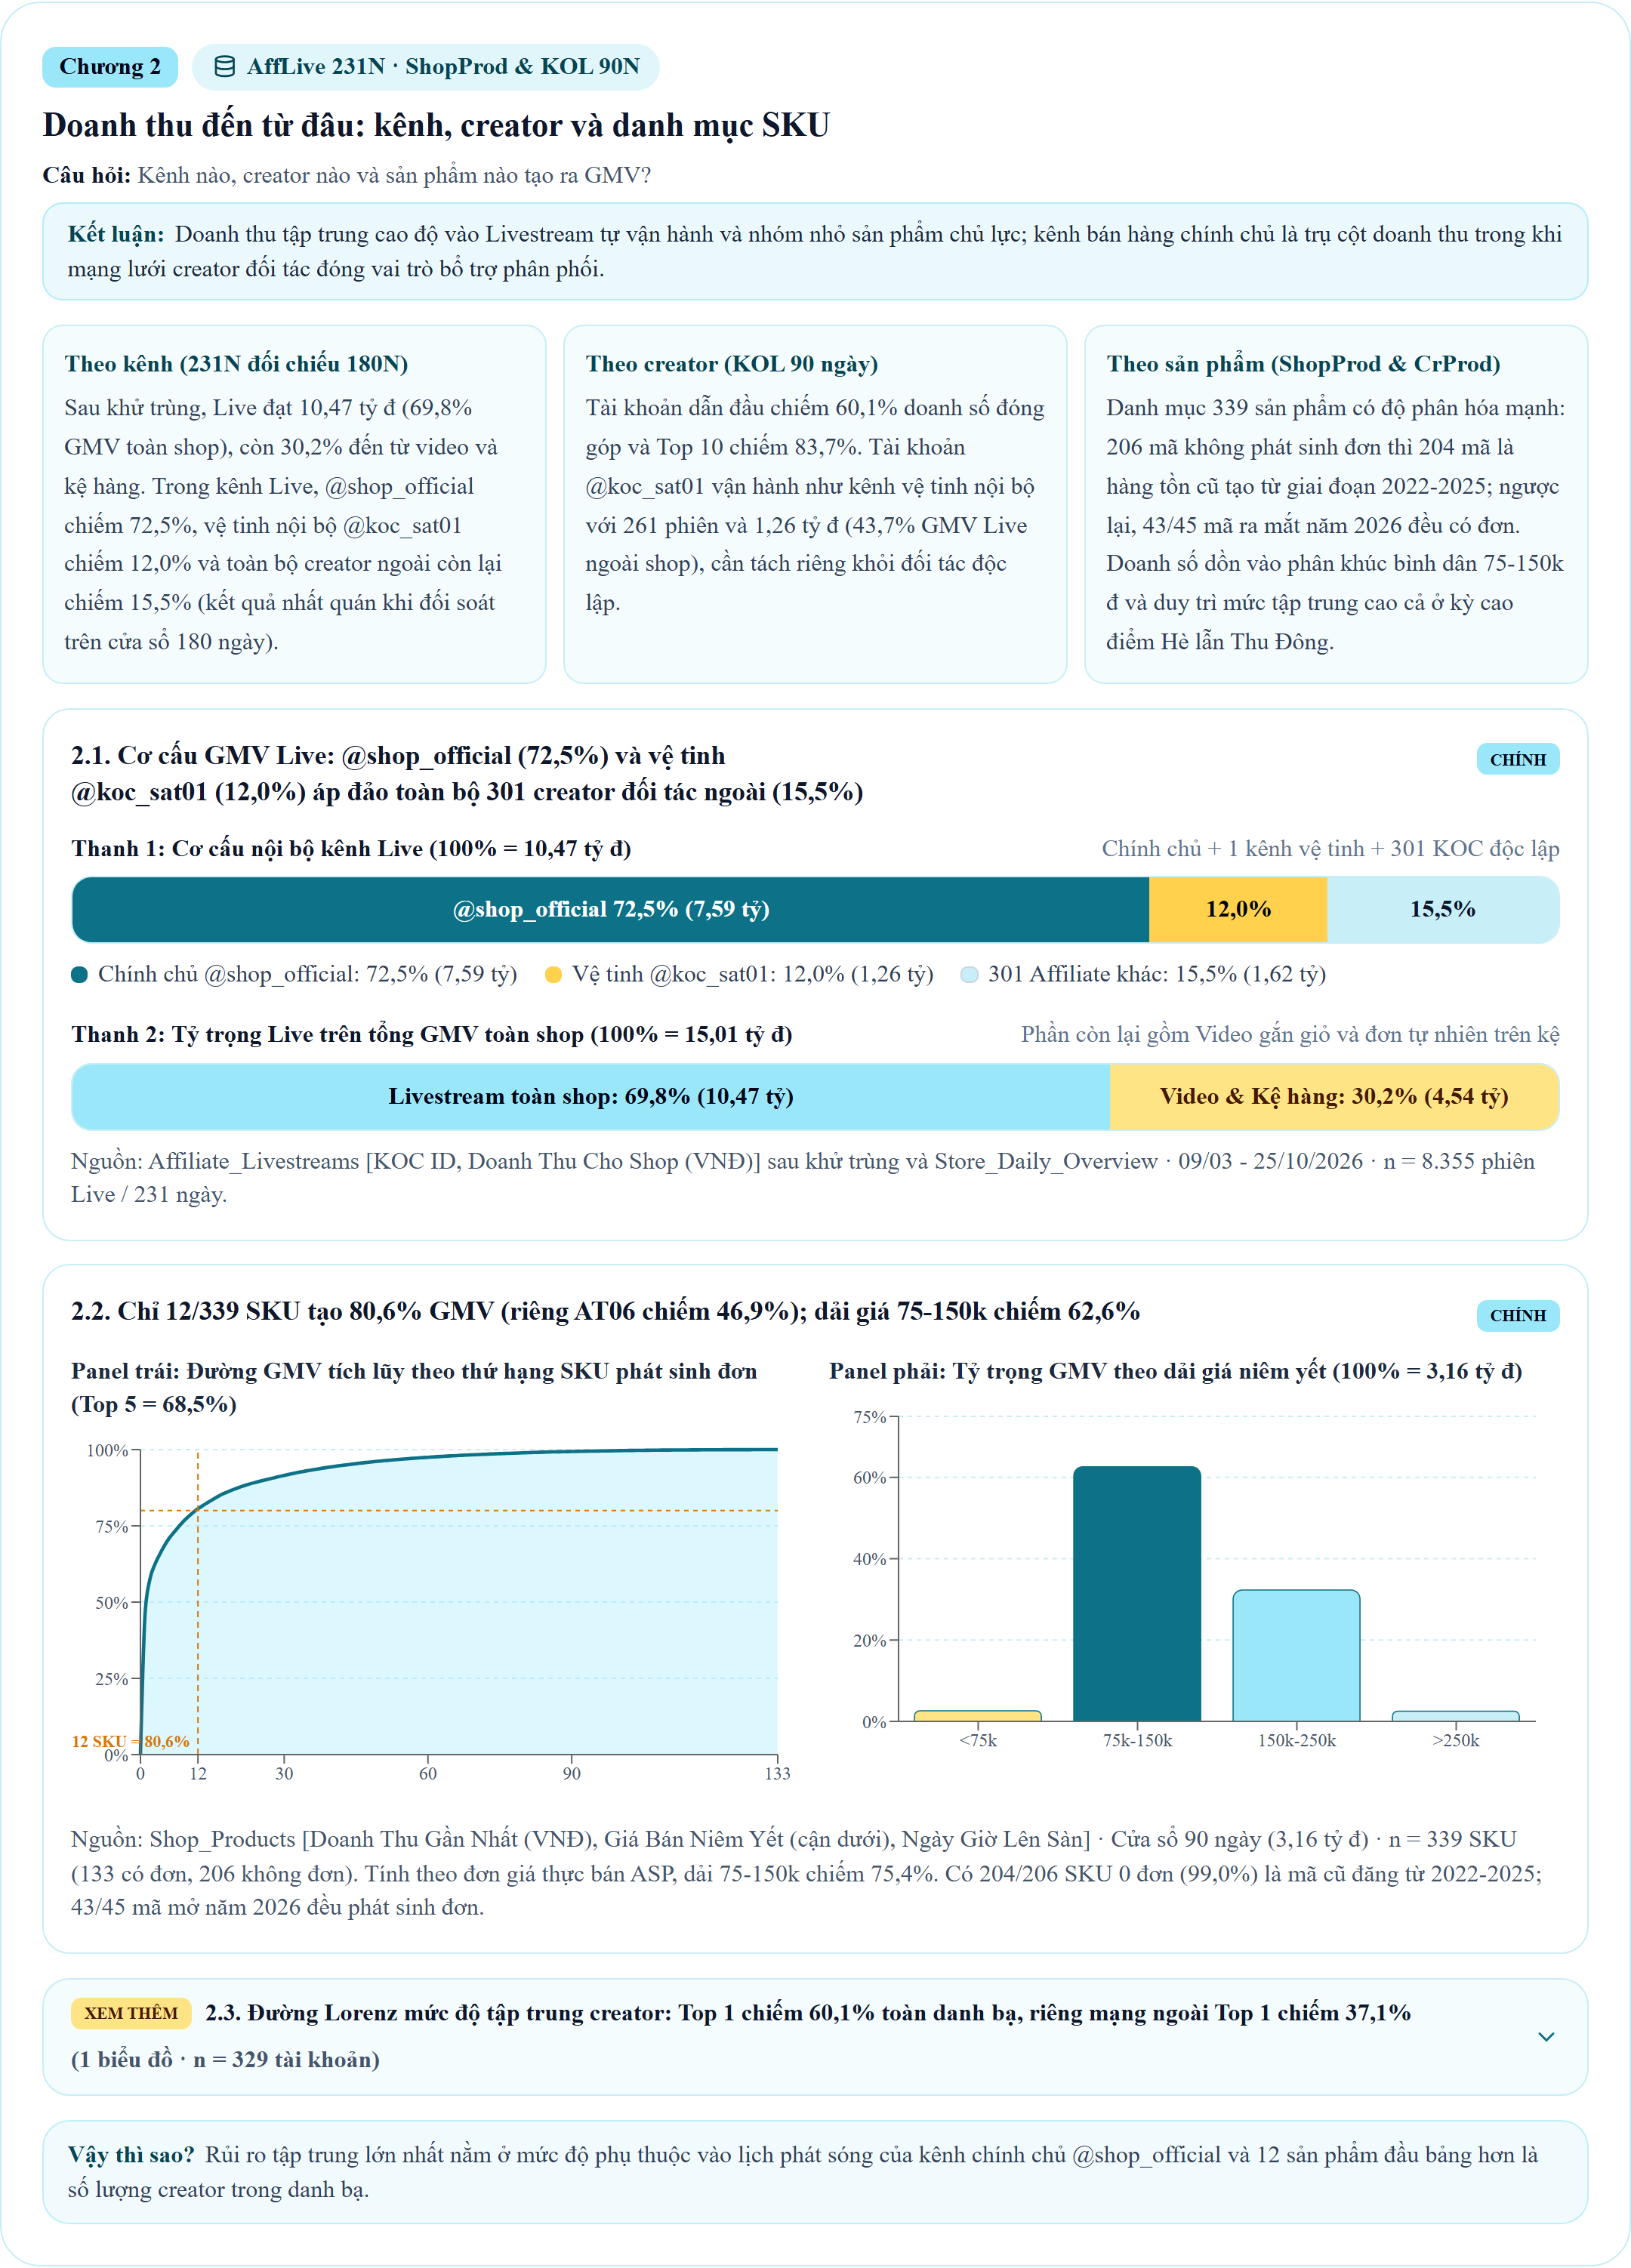 Chương 2
AffLive 231N · ShopProd & KOL 90N
Doanh thu đến từ đâu: kênh, creator và danh mục SKU
Câu hỏi: Kênh nào, creator nào và sản phẩm nào tạo ra GMV?
Kết luận: Doanh thu tập trung cao độ vào Livestream tự vận hành và nhóm nhỏ sản phẩm chủ lực; kênh bán hàng chính chủ là trụ cột doanh thu trong khi
mạng lưới creator đối tác đóng vai trò bổ trợ phân phối.
Theo kênh (231N đối chiếu 180N)
Sau khử trùng, Live đạt 10,47 tỷ đ (69,8%
GMV toàn shop), còn 30,2% đến từ video và
kệ hàng. Trong kênh Live, @shop_official
chiếm 72,5%, vệ tinh nội bộ @koc_sat01
chiếm 12,0% và toàn bộ creator ngoài còn lại
chiếm 15,5% (kết quả nhất quán khi đối soát
trên cửa sổ 180 ngày).
Theo creator (KOL 90 ngày)
Tài khoản dẫn đầu chiếm 60,1% doanh số đóng
góp và Top 10 chiếm 83,7%. Tài khoản
@koc_sat01 vận hành như kênh vệ tinh nội bộ
với 261 phiên và 1,26 tỷ đ (43,7% GMV Live
ngoài shop), cần tách riêng khỏi đối tác độc
lập.
Theo sản phẩm (ShopProd & CrProd)
Danh mục 339 sản phẩm có độ phân hóa mạnh:
206 mã không phát sinh đơn thì 204 mã là
hàng tồn cũ tạo từ giai đoạn 2022-2025; ngược
lại, 43/45 mã ra mắt năm 2026 đều có đơn.
Doanh số dồn vào phân khúc bình dân 75-150k
đ và duy trì mức tập trung cao cả ở kỳ cao
điểm Hè lẫn Thu Đông.
2.1. Cơ cấu GMV Live: @shop_official (72,5%) và vệ tinh
@koc_sat01 (12,0%) áp đảo toàn bộ 301 creator đối tác ngoài (15,5%)
CHÍNH
Thanh 1: Cơ cấu nội bộ kênh Live (100% = 10,47 tỷ đ)
Chính chủ + 1 kênh vệ tinh + 301 KOC độc lập
@shop_official 72,5% (7,59 tỷ)
12,0%
15,5%
Chính chủ @shop_official: 72,5% (7,59 tỷ)
Vệ tinh @koc_sat01: 12,0% (1,26 tỷ)
301 Affiliate khác: 15,5% (1,62 tỷ)
Thanh 2: Tỷ trọng Live trên tổng GMV toàn shop (100% = 15,01 tỷ đ)
Phần còn lại gồm Video gắn giỏ và đơn tự nhiên trên kệ
Livestream toàn shop: 69,8% (10,47 tỷ)
Video & Kệ hàng: 30,2% (4,54 tỷ)
Nguồn: Affiliate_Livestreams [KOC ID, Doanh Thu Cho Shop (VNĐ)] sau khử trùng và Store_Daily_Overview · 09/03 - 25/10/2026 · n = 8.355 phiên
Live / 231 ngày.
2.2. Chỉ 12/339 SKU tạo 80,6% GMV (riêng AT06 chiếm 46,9%); dải giá 75-150k chiếm 62,6%
CHÍNH
Panel trái: Đường GMV tích lũy theo thứ hạng SKU phát sinh đơn
(Top 5 = 68,5%)
100%
75%
50%
25%
0%
12 SKU = 80,6%
0
12
30
60
90
133
Panel phải: Tỷ trọng GMV theo dải giá niêm yết (100% = 3,16 tỷ đ)
75%
60%
40%
20%
0%
<75k
75k-150k
150k-250k
>250k
Nguồn: Shop_Products [Doanh Thu Gần Nhất (VNĐ), Giá Bán Niêm Yết (cận dưới), Ngày Giờ Lên Sàn] · Cửa sổ 90 ngày (3,16 tỷ đ) · n = 339 SKU
(133 có đơn, 206 không đơn). Tính theo đơn giá thực bán ASP, dải 75-150k chiếm 75,4%. Có 204/206 SKU 0 đơn (99,0%) là mã cũ đăng từ 2022-2025;
43/45 mã mở năm 2026 đều phát sinh đơn.
XEM THÊM
2.3. Đường Lorenz mức độ tập trung creator: Top 1 chiếm 60,1% toàn danh bạ, riêng mạng ngoài Top 1 chiếm 37,1%
(1 biểu đồ · n = 329 tài khoản)
Vậy thì sao? Rủi ro tập trung lớn nhất nằm ở mức độ phụ thuộc vào lịch phát sóng của kênh chính chủ @shop_official và 12 sản phẩm đầu bảng hơn là
số lượng creator trong danh bạ.